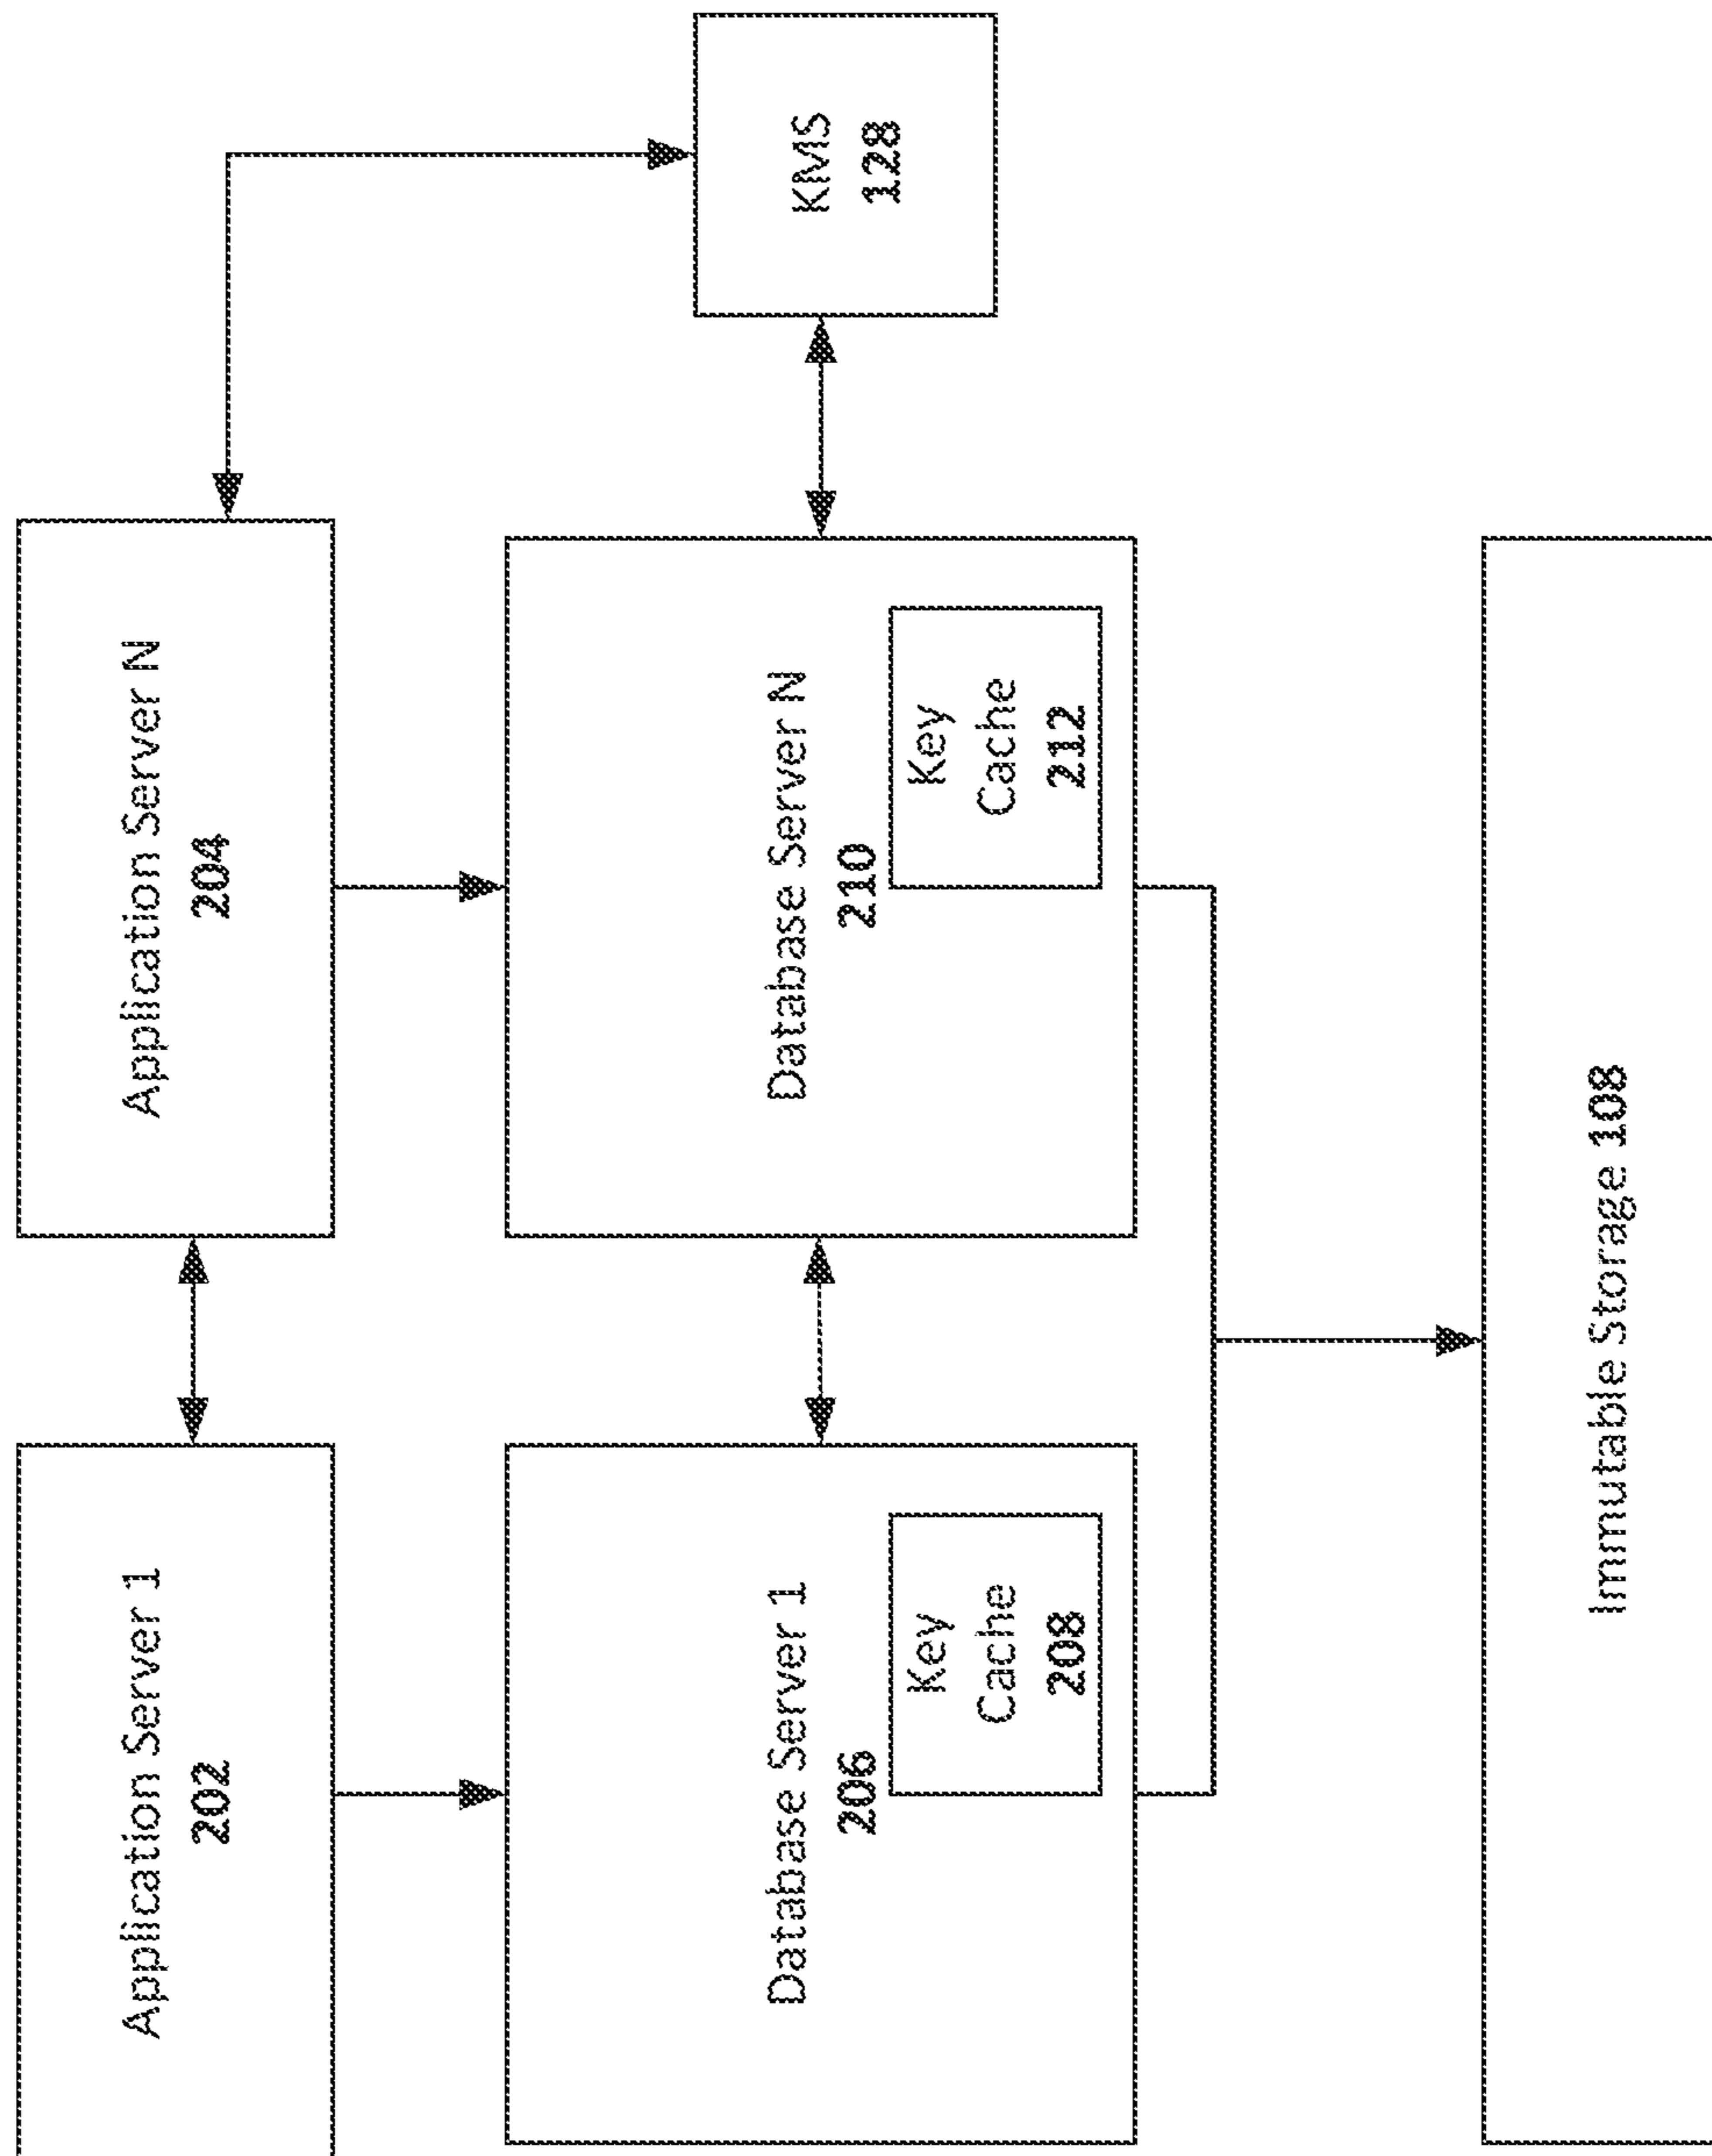 Application Server 1
202
Application Server N
204
Database Server 1
206
Key
Cache
208
Database Server N
210
Key
Cache
212
KMS
128
Immutable Storage 108